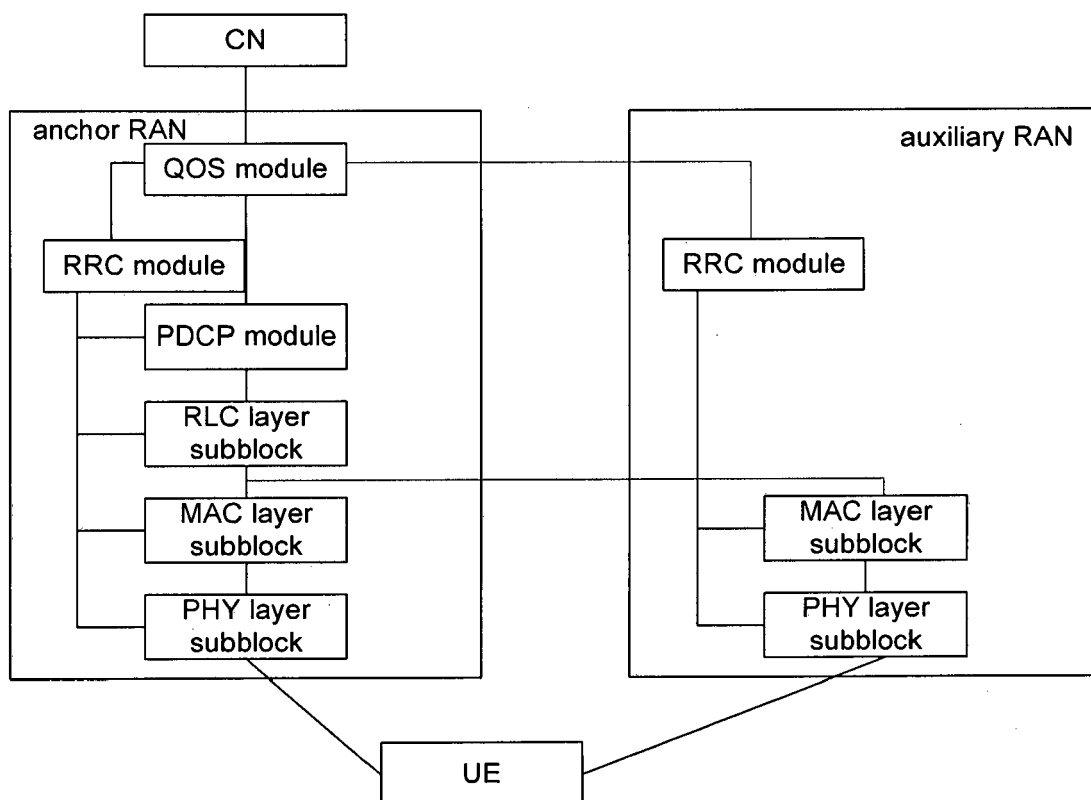 CN
anchor RAN
auxiliary RAN
QOS module
RRC module
RRC module
PDCP module
RLC layer
subblock
MAC layer
subblock
MAC layer
subblock
PHY layer
subblock
PHY layer
subblock
UE